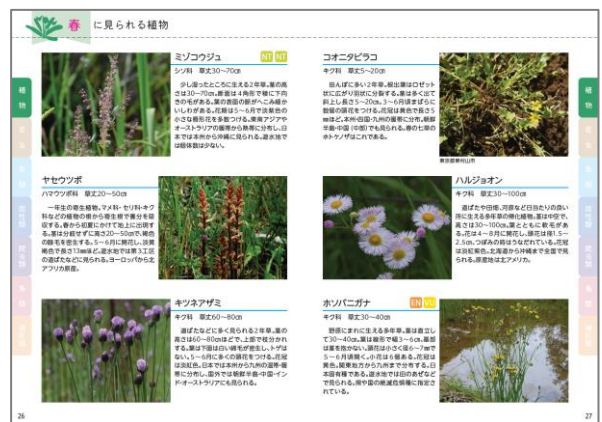 春 に見られる植物
植物
ミゾコウジュ NT NT
シソ科 草丈30～70㎝
少し湿ったところに生える2年草。茎の高
さは30～70㎝。断面は4角形で稜に下向
きの毛がある。葉の表面の脈がへこみ細か
いしわがある。花期は5～6月で淡紫色の
小さな唇形花を多数つける。東南アジアや
オーストラリアの暖帯から熱帯に分布し、日
本では本州から沖縄に見られる。遊水地で
は個体数は少ない。
ヤセウツボ
ハマウツボ科 草丈20～50㎝
一年生の寄生植物。マメ科・セリ科・キク
科などの植物の根から寄生根で養分を吸
収する。春から初夏にかけて地上に出現す
る。茎は分枝せずに高さ20～50㎝で、褐色
の腺毛を密生する。5～6月に開花し、淡黄
褐色で長さ13㎜ほど。遊水地では第3工区
の道ばたなどに見られる。ヨーロッパから北
アフリカ原産。
キツネアザミ
キク科 草丈60～80㎝
道ばたなどに多く見られる2年草。茎の
高さは60～80㎝ほどで、上部で枝分かれ
する。葉は下面は白い綿毛が密生し、トゲは
ない。5～6月に多くの頭花をつける。花冠
は淡紅色。日本では本州から九州の温帯・暖
帯に分布し、国外では朝鮮半島・中国・イン
ド・オーストラリアにも見られる。
26
コオニタビラコ
キク科 草丈5～20㎝
田んぼに多い2年草。根出葉はロゼット
状に広がり羽状に分裂する。茎は多く出て
斜上し長さ5～20㎝。3～6月頃まばらに
数個の頭花をつける。花冠は黄色で長さ5
㎜ほど。本州・四国・九州の暖帯に分布。朝鮮
半島・中国(中部)でも見られる。春の七草の
ホトケノザはこれである。
東京都東村山市
ハルジョオン
キク科 草丈30～100㎝
道ばたや田畑、河原など日当たりの良い
所に生える多年草の帰化植物。茎は中空で、
高さは30～100㎝。葉とともに軟毛があ
る。花は4～8月に開花し、頭花は径1.5～
2.5㎝。つぼみの時はうなだれている。花冠
は淡紅紫色。北海道から沖縄まで全国で見
られる。原産地は北アメリカ。
ホソバニガナ EN VU
キク科 草丈30～40㎝
野原にまれに生える多年草。茎は直立し
て30～40㎝。葉は線形で幅3～6㎝。基部
は茎を抱かない。頭花は小さく径6～7㎜で
5～6月頃開く。小花は6個ある。花冠は
黄色。関東地方から九州まで分布する。日
本固有種である。遊水地では田のあぜなど
で見られる。県や国の絶滅危惧種に指定さ
れている。
植物
27